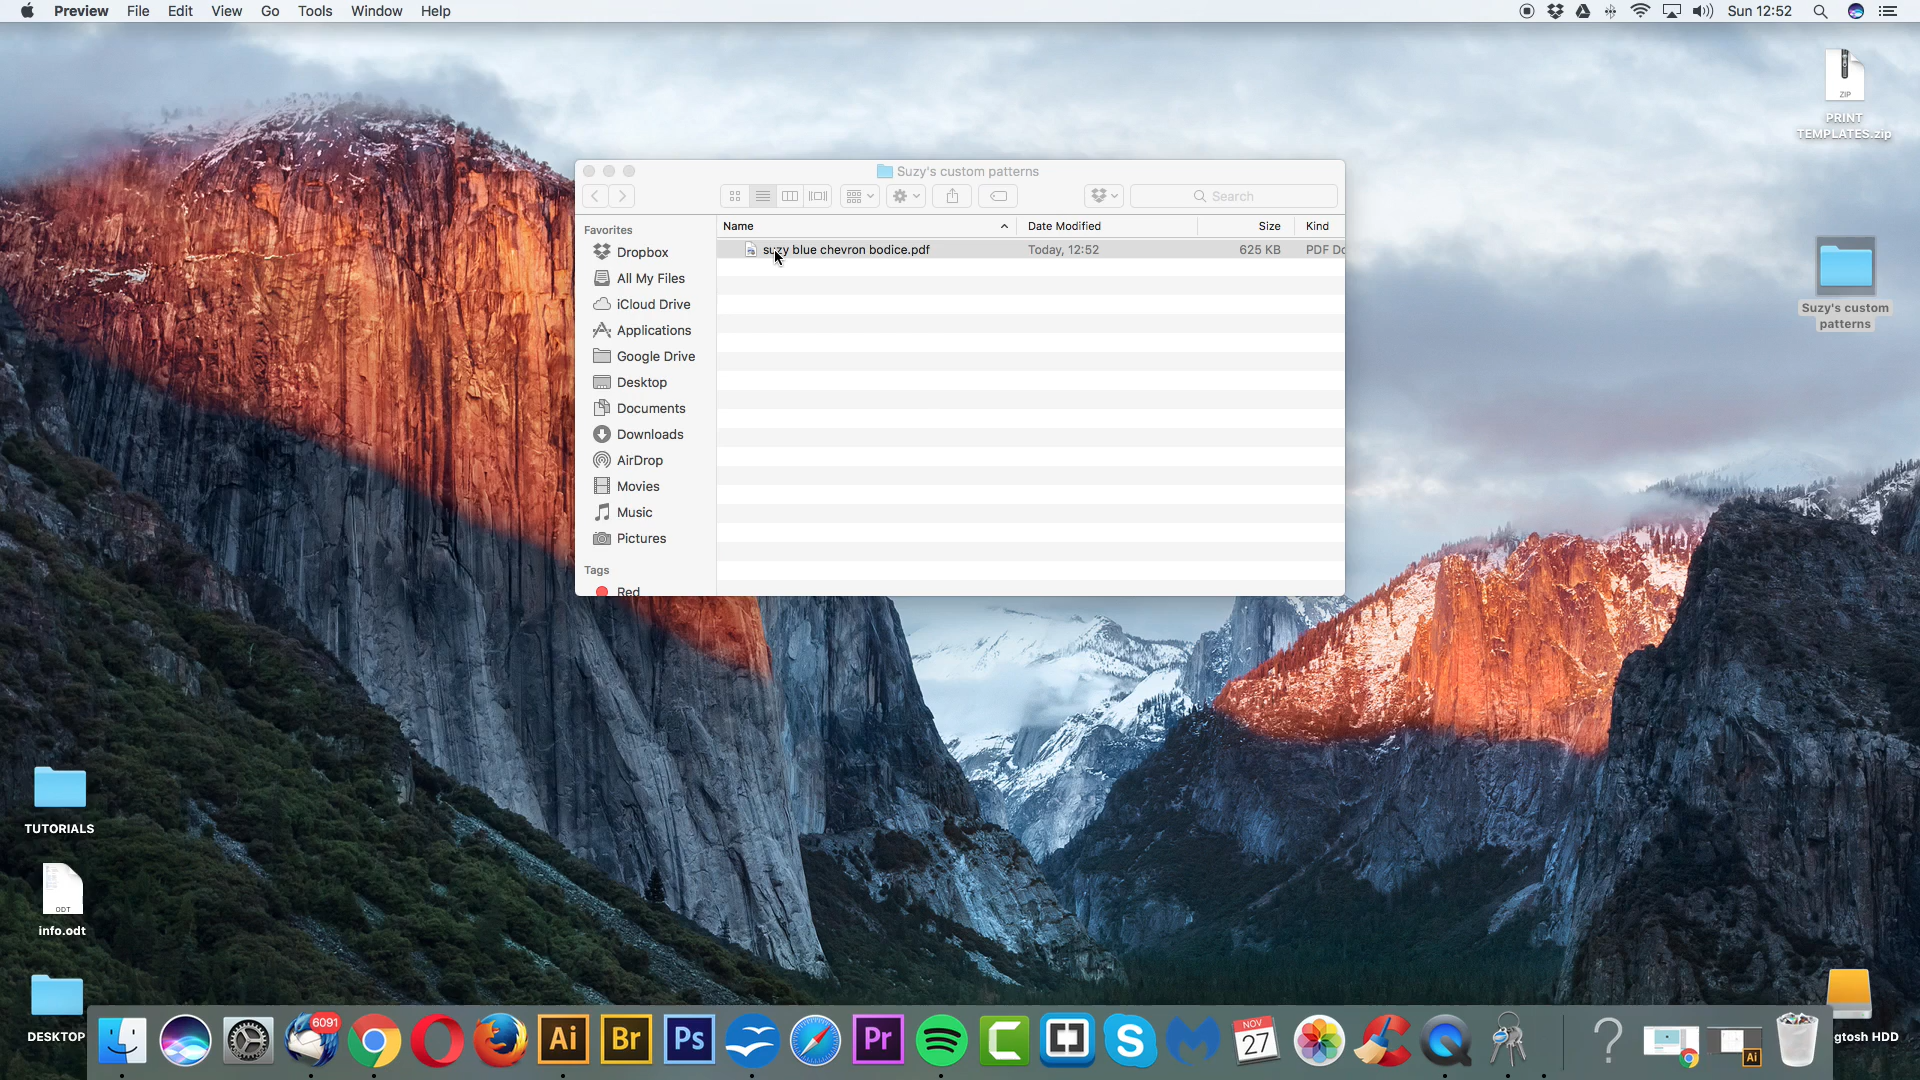 Preview File Edit View Go Tools Window Help
Sun 12:52
ZIP
PRINT
TEMPLATES.zip
Suzy's custom patterns
Search
Favorites
Name Date Modified Size Kind
suzy blue chevron bodice.pdf Today, 12:52 625 KB PDF Do
Dropbox
All My Files
iCloud Drive
Applications
Google Drive
Desktop
Documents
Downloads
AirDrop
Movies
Music
Pictures
Tags
Red
Suzy's custom
patterns
TUTORIALS
ODT
info.odt
DESKTOP
gtosh HDD
6091
Ai
Br
Ps
Pr
NOV
27
Ai